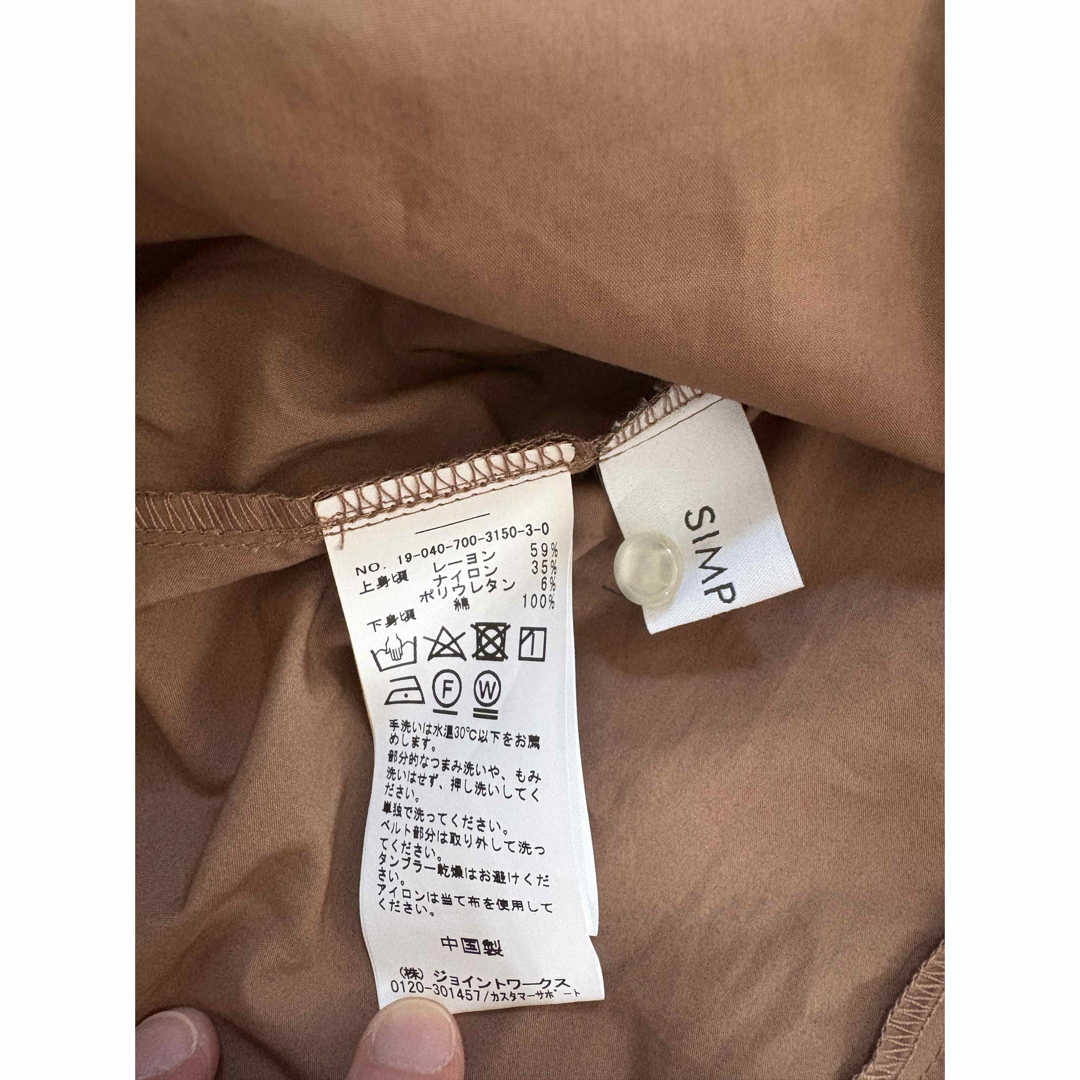 NO. 19-040-700-3150-3-0
上身頃 レーヨン 59%
ナイロン 35%
ポリウレタン 6%
下身頃 綿 100%
F W
手洗いは水温30℃以下をお薦
めします。
部分的なつまみ洗いや、もみ
洗いはせず、押し洗いしてく
ださい。
単独で洗ってください。
ベルト部分は取り外して洗っ
てください。
タンブラー乾燥はお避けくだ
さい。
アイロンは当て布を使用して
ください。
中国製
(株) ジョイントワークス
0120-301457/カスタマーサポート
SIMP